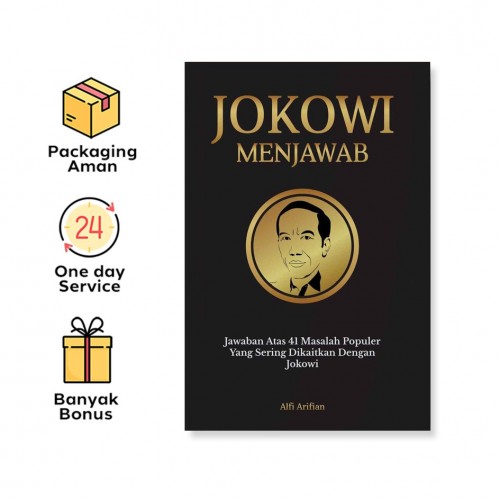 Packaging
Aman
24
One day
Service
Banyak
Bonus
JOKOWI
MENJAWAB
Jawaban Atas 41 Masalah Populer
Yang Sering Dikaitkan Dengan
Jokowi
Alfi Arifian